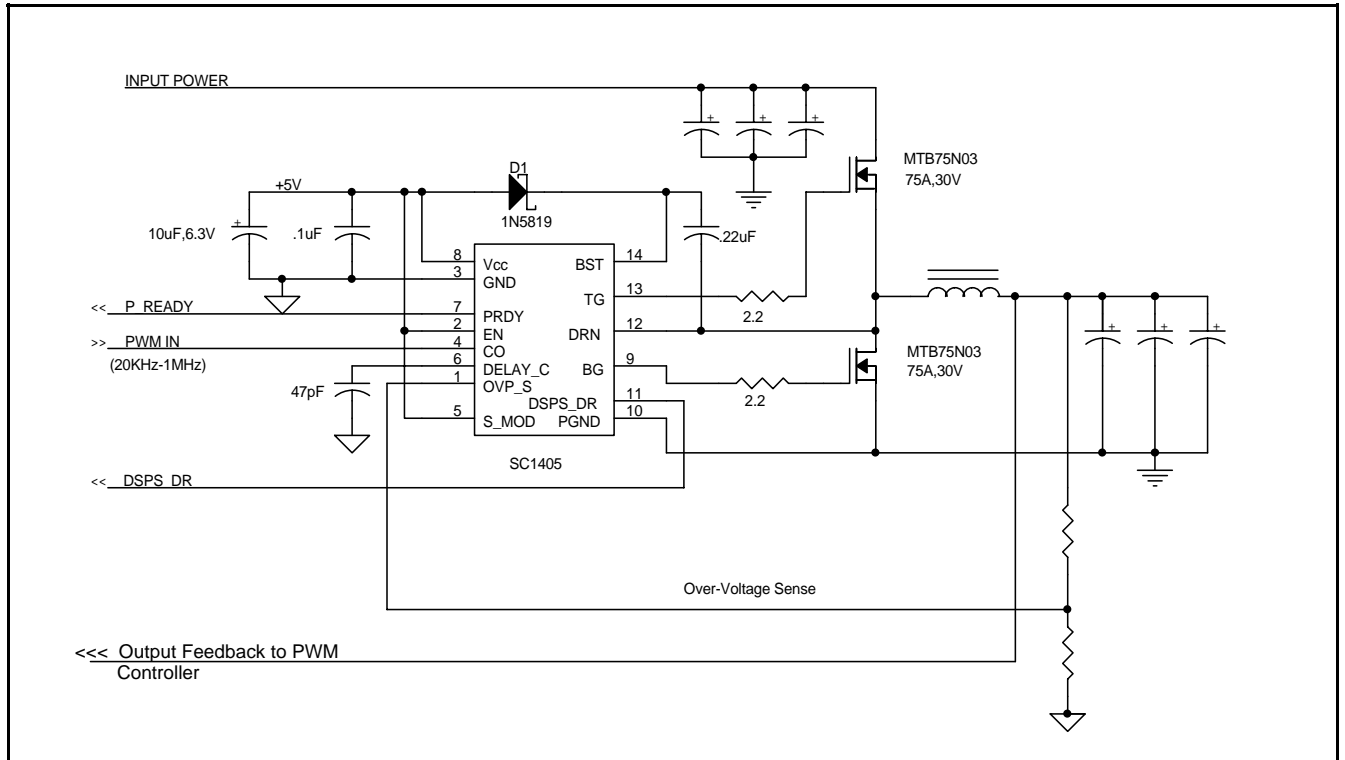 INPUT POWER
+
+
+
MTB75N03
75A,30V
D1
+5V
1N5819
+
10uF,6.3V
.1uF
.22uF
8
Vcc
BST
14
3
GND
TG
13
<< P_READY
7
PRDY
2.2
2
EN
DRN
12
>> PWM IN
4
CO
(20KHz-1MHz)
6
DELAY_C
BG
9
1
OVP_S
2.2
MTB75N03
75A,30V
+
+
+
47pF
DSPS_DR
11
5
S_MOD
PGND
10
SC1405
<< DSPS_DR
Over-Voltage Sense
<<< Output Feedback to PWM
Controller